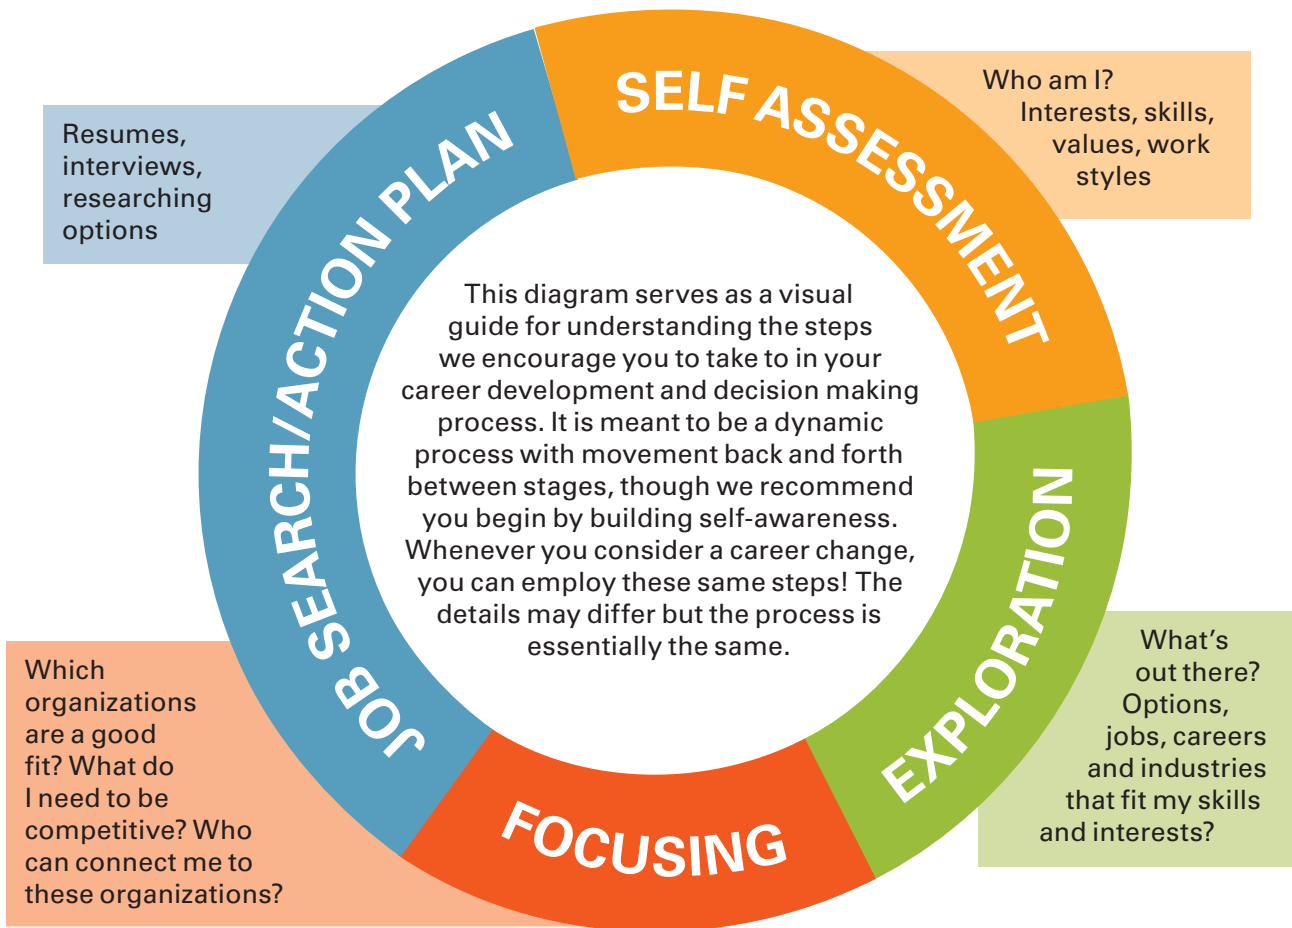 SELF ASSESSMENT
Who am I?
Interests, skills,
values, work
styles
EXPLORATION
What's
out there?
Options,
jobs, careers
and industries
that fit my skills
and interests?
FOCUSING
Which
organizations
are a good
fit? What do
I need to be
competitive? Who
can connect me to
these organizations?
JOB SEARCH/ACTION PLAN
Resumes,
interviews,
researching
options
This diagram serves as a visual
guide for understanding the steps
we encourage you to take to in your
career development and decision making
process. It is meant to be a dynamic
process with movement back and forth
between stages, though we recommend
you begin by building self-awareness.
Whenever you consider a career change,
you can employ these same steps! The
details may differ but the process is
essentially the same.